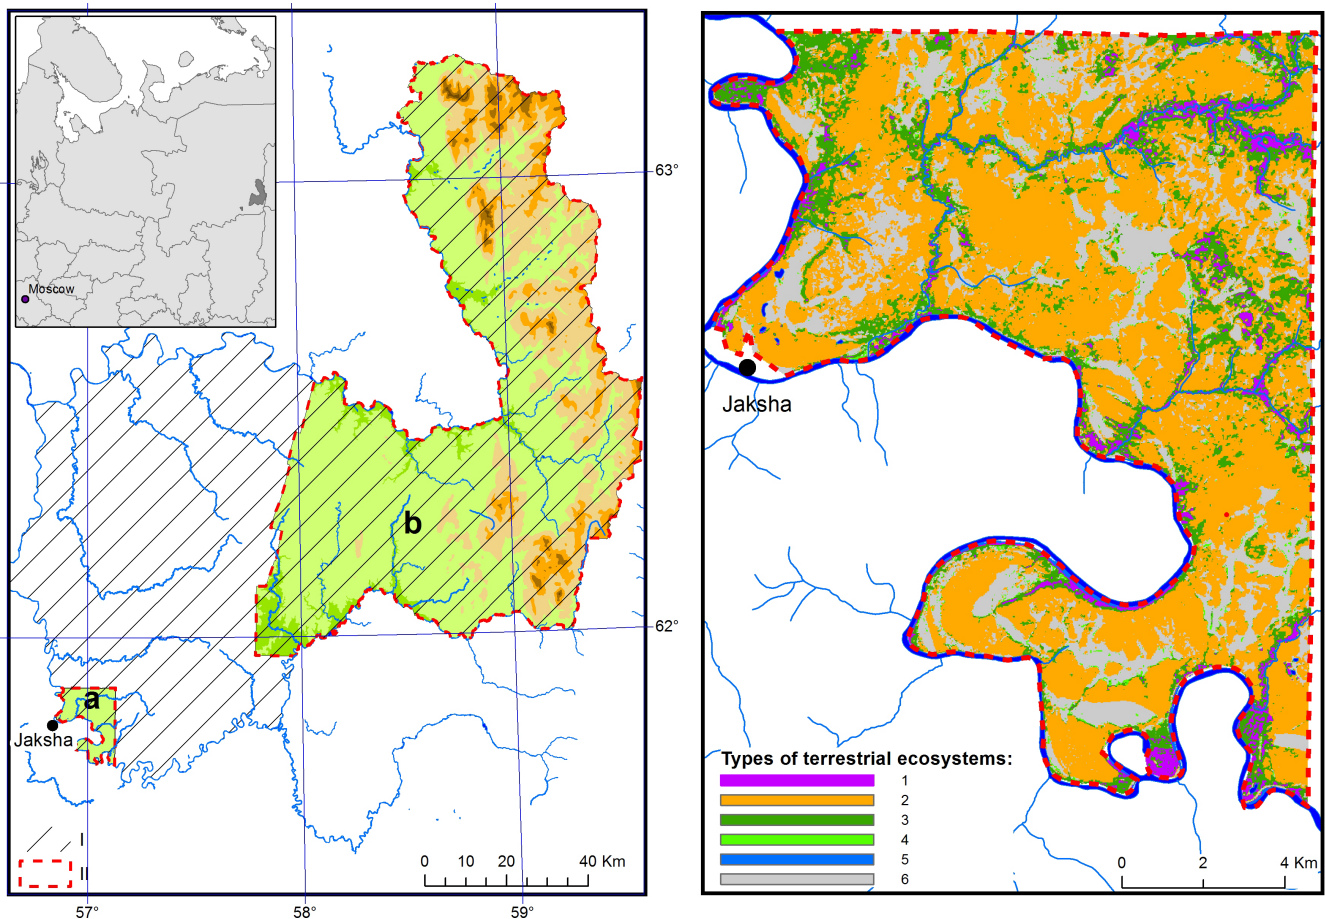 Moscow
63°
b
62°
a
Jaksha
I
II
0 10 20 40 Km
57° 58° 59°
Jaksha
Types of terrestrial ecosystems:
1
2
3
4
5
6
0 2 4 Km